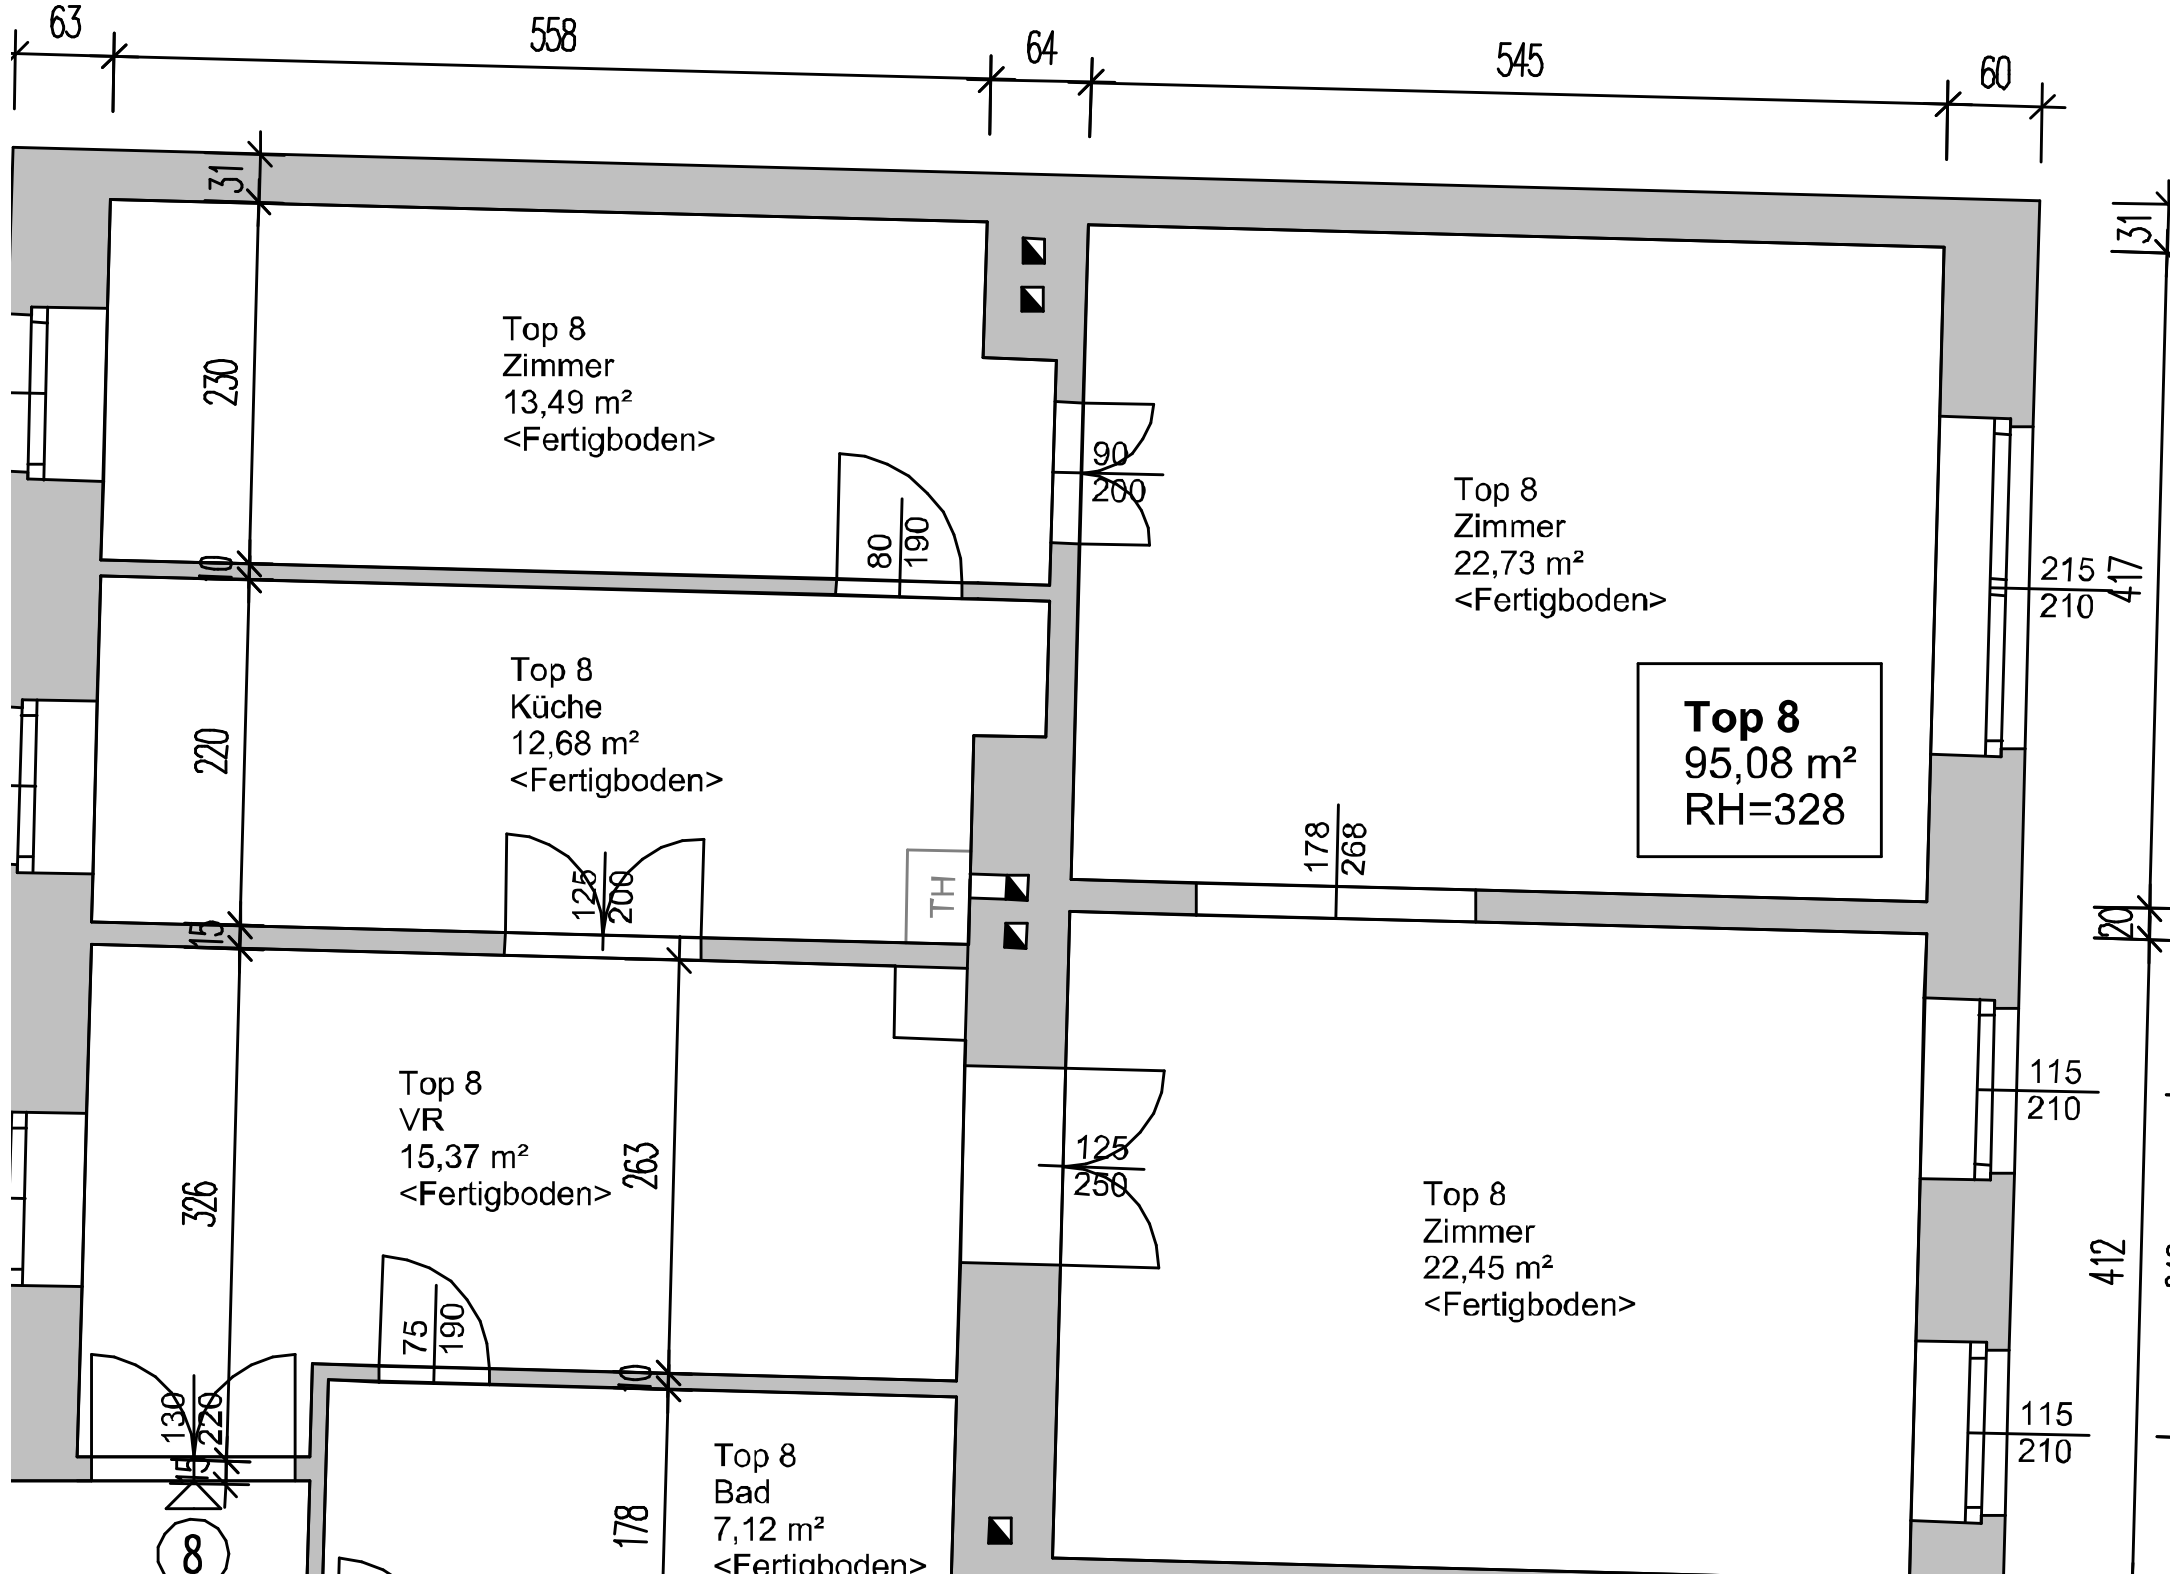 63
558
64
545
60
31
31
Top 8
Zimmer
13,49 m²
<Fertigboden>
230
90
200
80
190
Top 8
Zimmer
22,73 m²
<Fertigboden>
215
210
417
10
Top 8
Küche
12,68 m²
<Fertigboden>
220
Top 8
95,08 m²
RH=328
178
268
125
200
TH
15
20
Top 8
VR
15,37 m²
<Fertigboden>
326
263
125
250
115
210
Top 8
Zimmer
22,45 m²
<Fertigboden>
412
75
190
10
130
220
15
115
210
Top 8
Bad
7,12 m²
<Fertigboden>
178
8